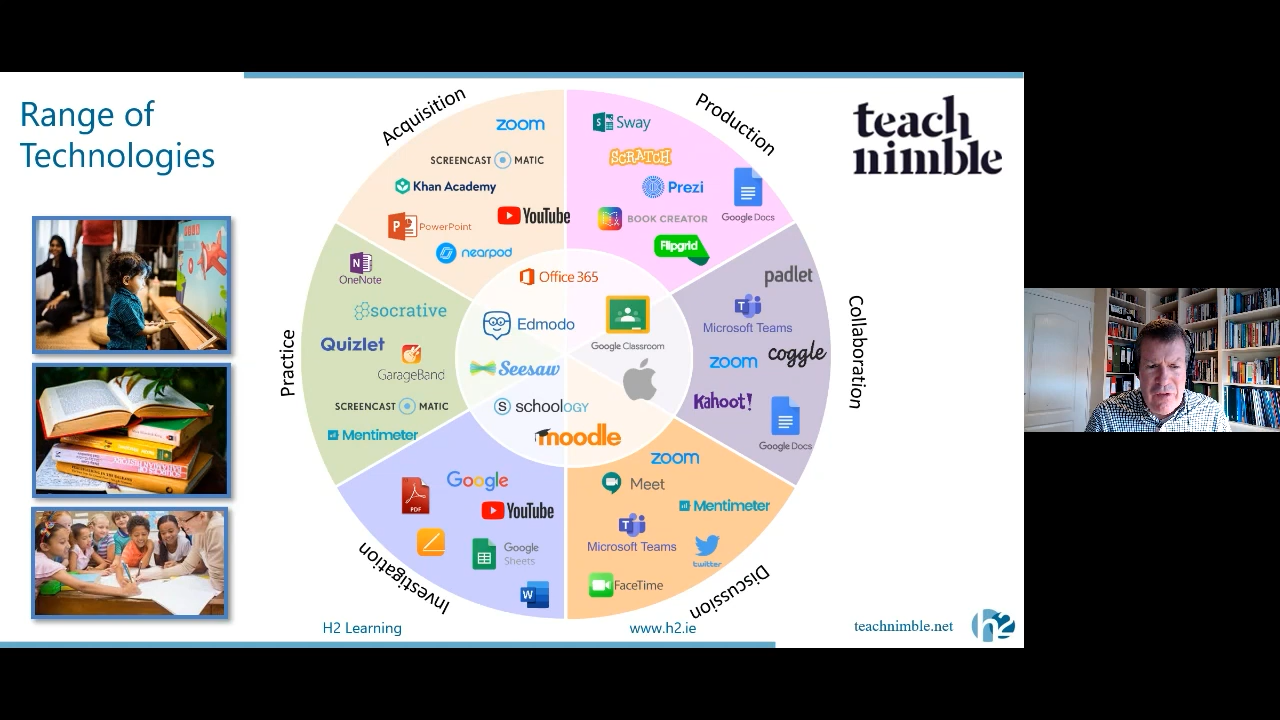 Range of
Technologies
Acquisition
zoom
SCREENCAST MATIC
Khan Academy
PowerPoint
YouTube
nearpod
Production
Sway
SCRATCH
Prezi
Google Docs
BOOK CREATOR
Flipgrid
teach
nimble
Practice
OneNote
socrative
Quizlet
GarageBand
SCREENCAST MATIC
Mentimeter
Office 365
Edmodo
Google Classroom
Seesaw
schoology
moodle
Collaboration
padlet
Microsoft Teams
zoom
coggle
Kahoot!
Google Docs
Investigation
PDF
Google
YouTube
Google
Sheets
W
Discussion
zoom
Meet
Mentimeter
Microsoft Teams
twitter
FaceTime
H2 Learning
www.h2.ie
teachnimble.net
h2